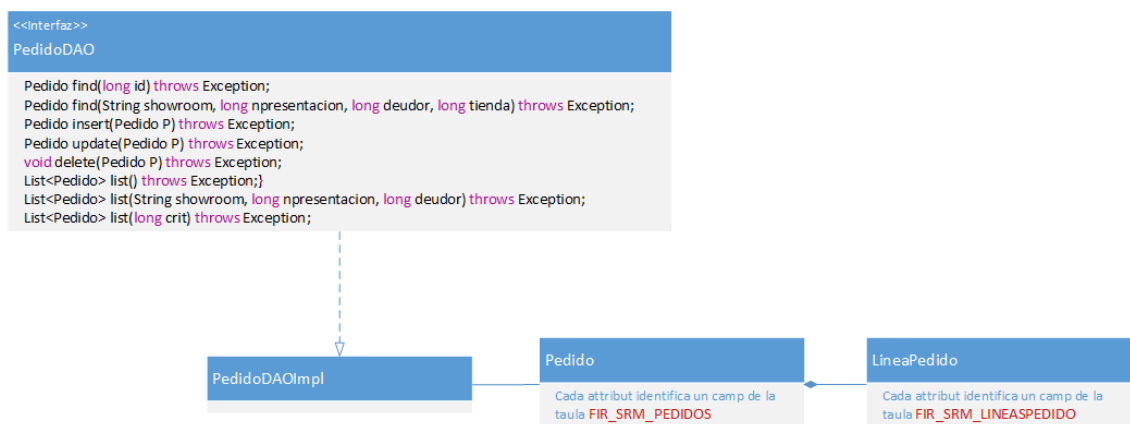 <<Interfaz>>
PedidoDAO
Pedido find(long id) throws Exception;
Pedido find(String showroom, long npresentacion, long deudor, long tienda) throws Exception;
Pedido insert(Pedido P) throws Exception;
Pedido update(Pedido P) throws Exception;
void delete(Pedido P) throws Exception;
List<Pedido> list() throws Exception;}
List<Pedido> list(String showroom, long npresentacion, long deudor) throws Exception;
List<Pedido> list(long crit) throws Exception;
PedidoDAOImpl
Pedido
Cada attribut identifica un camp de la
taula FIR_SRM_PEDIDOS
LineaPedido
Cada attribut identifica un camp de la
taula FIR_SRM_LINEASPEDIDO